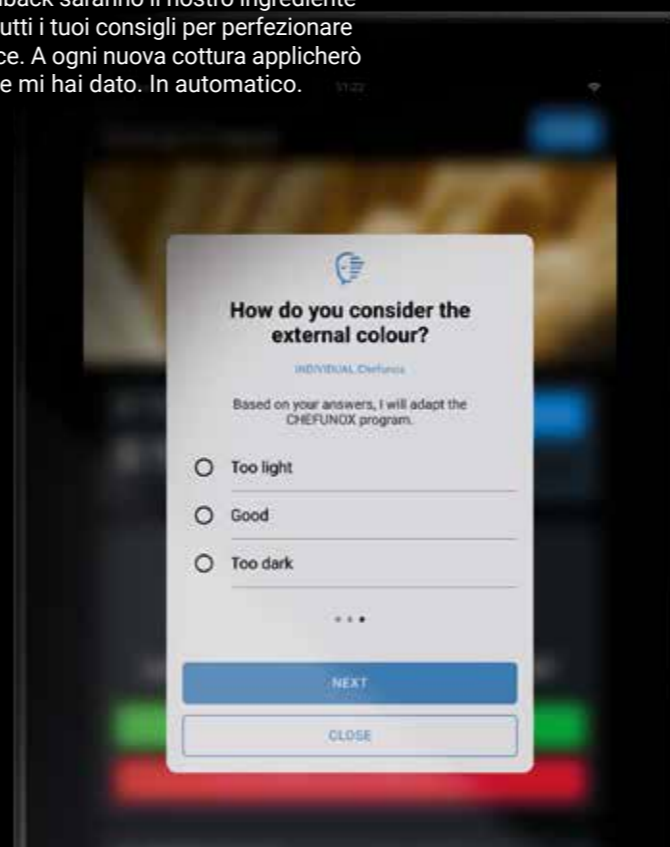 back saranno il nostro ingrediente
utti i tuoi consigli per perfezionare
ce. A ogni nuova cottura applicherò
e mi hai dato. In automatico.
11:22
How do you consider the
external colour?
INDIVIDUAL Chefunox
Based on your answers, I will adapt the
CHEFUNOX program.
Too light
Good
Too dark
NEXT
CLOSE